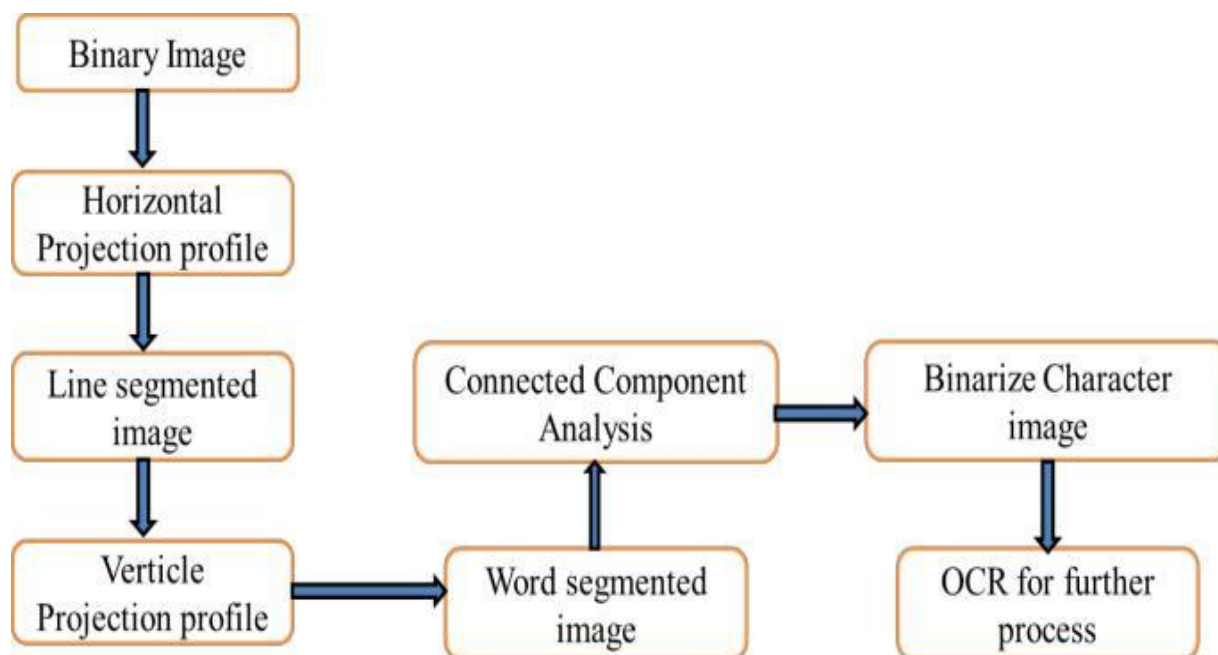 Binary Image
Horizontal
Projection profile
Line segmented
image
Verticle
Projection profile
Word segmented
image
Connected Component
Analysis
Binarize Character
image
OCR for further
process